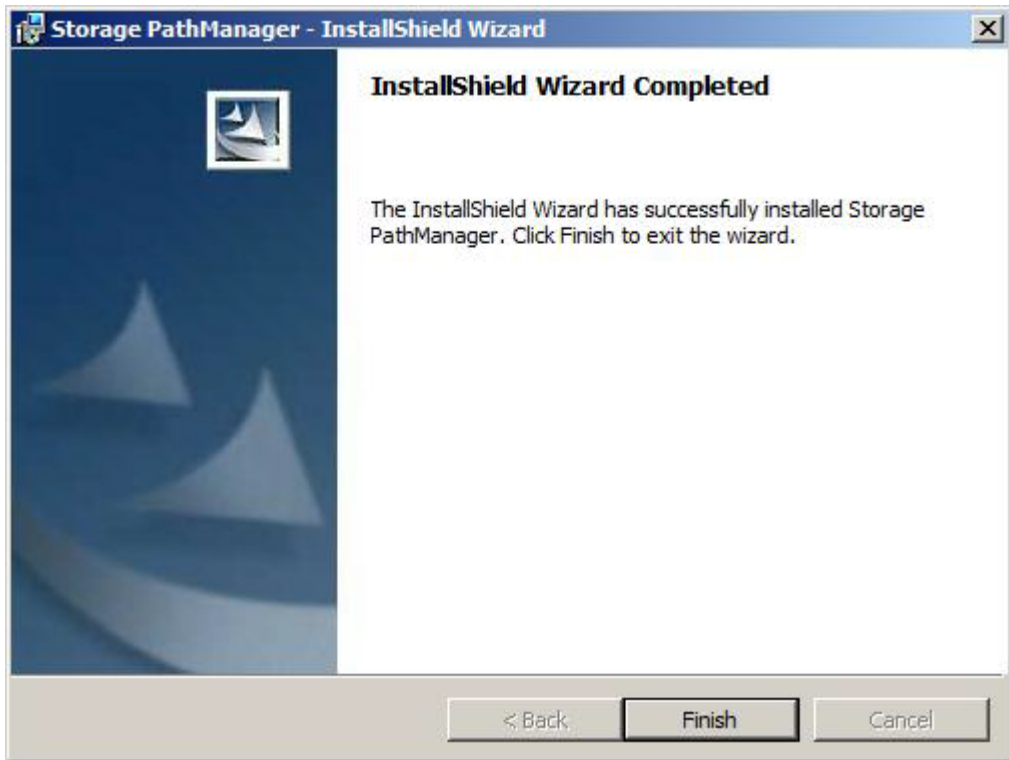 Storage PathManager - InstallShield Wizard
InstallShield Wizard Completed
The InstallShield Wizard has successfully installed Storage
PathManager. Click Finish to exit the wizard.
< Back Finish Cancel